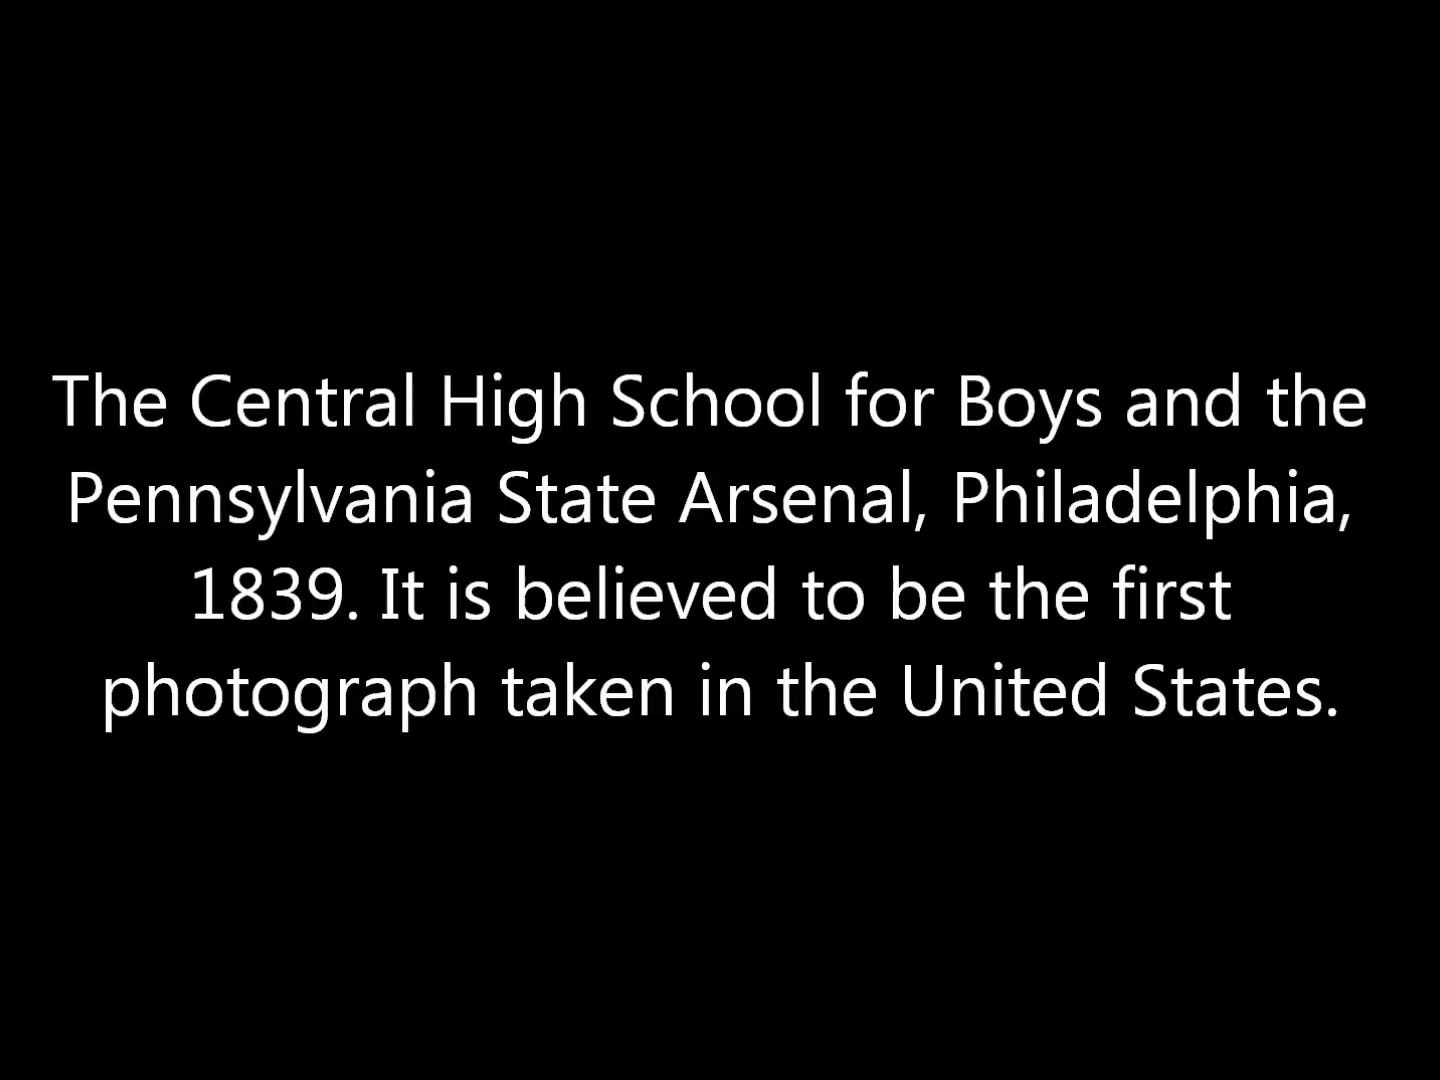 The Central High School for Boys and the
Pennsylvania State Arsenal, Philadelphia,
1839. It is believed to be the first
photograph taken in the United States.